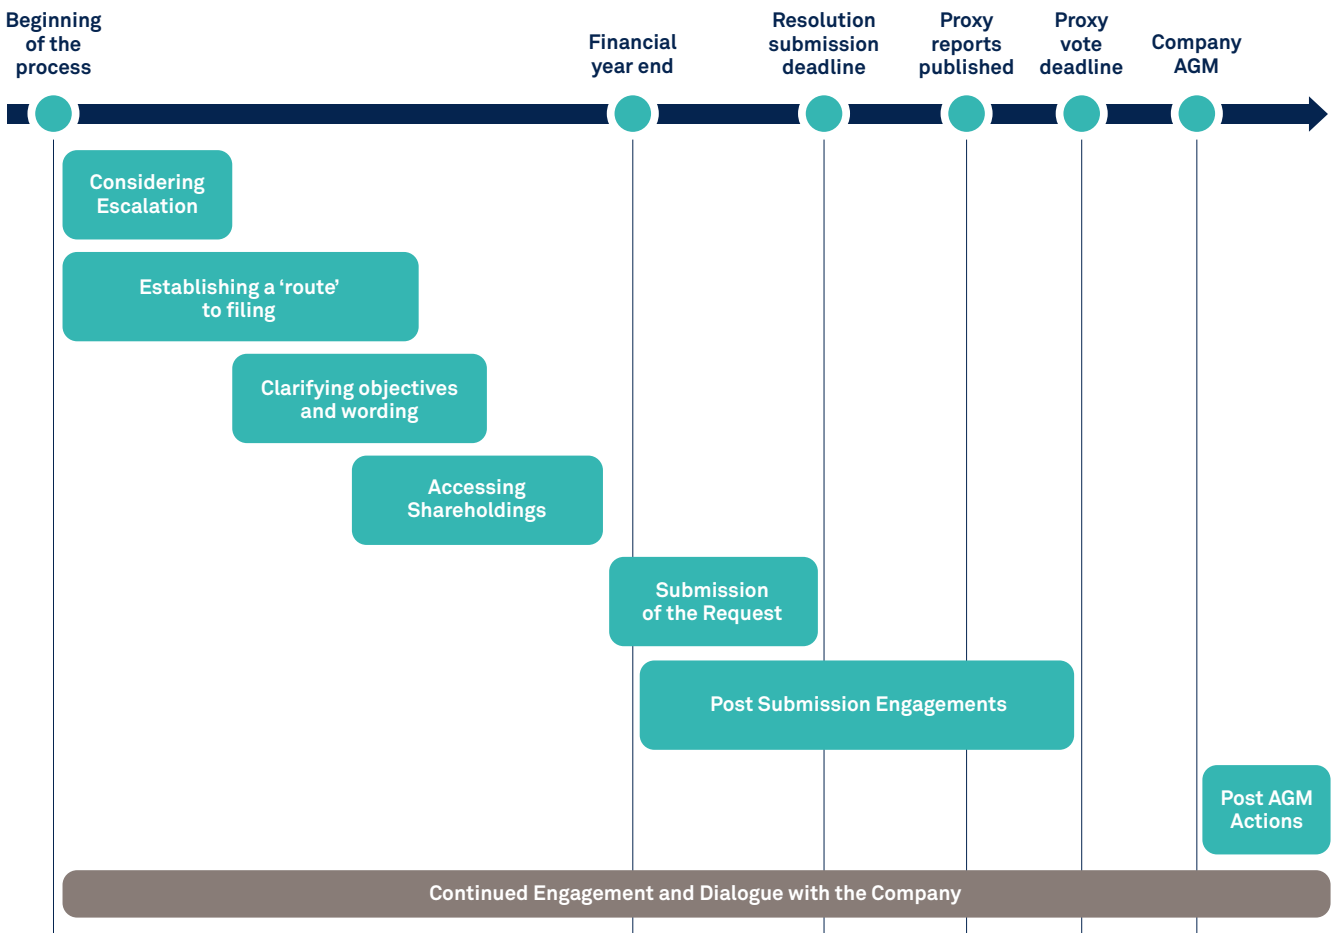 Beginning
of the
process
Financial
year end
Resolution
submission
deadline
Proxy
reports
published
Proxy
vote
deadline
Company
AGM
Considering
Escalation
Establishing a ‘route’
to filing
Clarifying objectives
and wording
Accessing
Shareholdings
Submission
of the Request
Post Submission Engagements
Post AGM
Actions
Continued Engagement and Dialogue with the Company